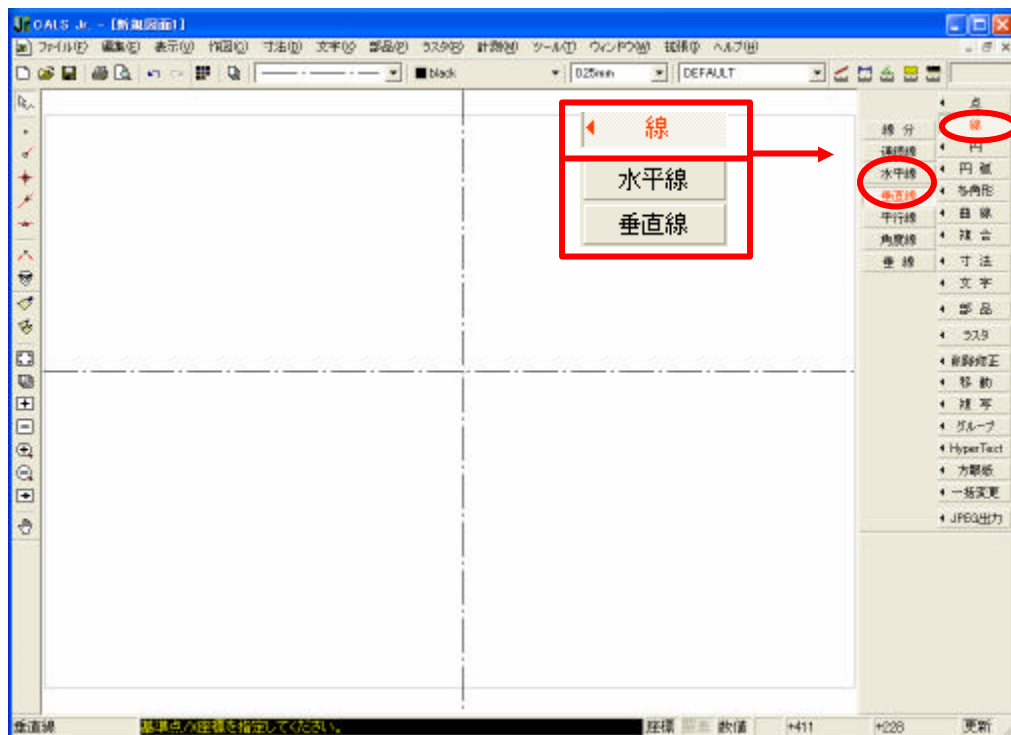 CALS Jr. - [新規図面1]
ファイル(F) 編集(E) 表示(V) 作図(C) 寸法(D) 文字(X) 部品(P) ラスタ(R) 計測(M) ツール(T) ウィンドウ(W) 拡張(I) ヘルプ(H)
black 0.25mm DEFAULT
点
線
円
円弧
多角形
曲線
複合
寸法
文字
部品
ラスタ
削除修正
移動
複写
グループ
HyperText
方眼紙
一括変更
JPEG出力
線分
連続線
水平線
垂直線
平行線
角度線
垂線
線
水平線
垂直線
垂直線 基準点/X座標を指定してください。 座標 数値 +411 +228 更新